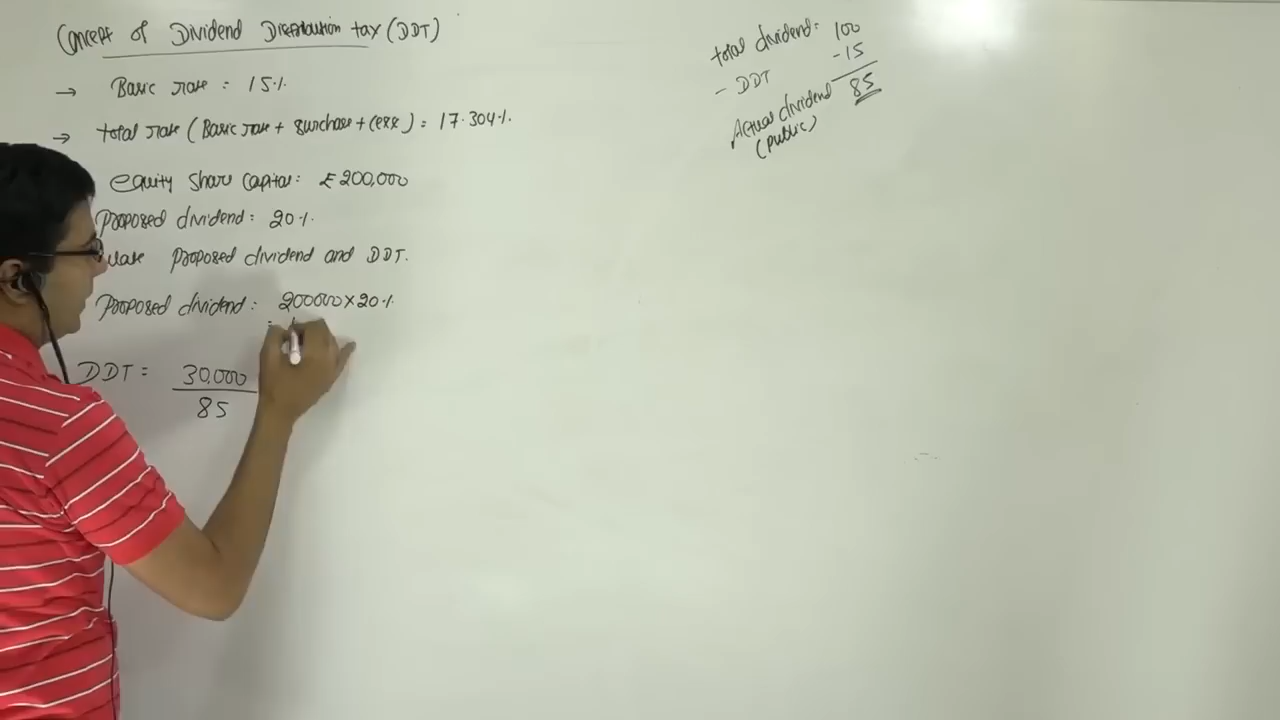 Concept of Dividend Distribution tax (DDT)
→ Basic rate : 15%
→ total rate (Basic rate + surcharge + cess) = 17.304%.
equity share capital: ₤ 200,000
Proposed dividend: 20%.
ulate proposed dividend and DDT.
Proposed dividend: 200000 × 20%
=
DDT = 30,000
85
total dividend: 100
- DDT -15
Actual dividend 85
(public)